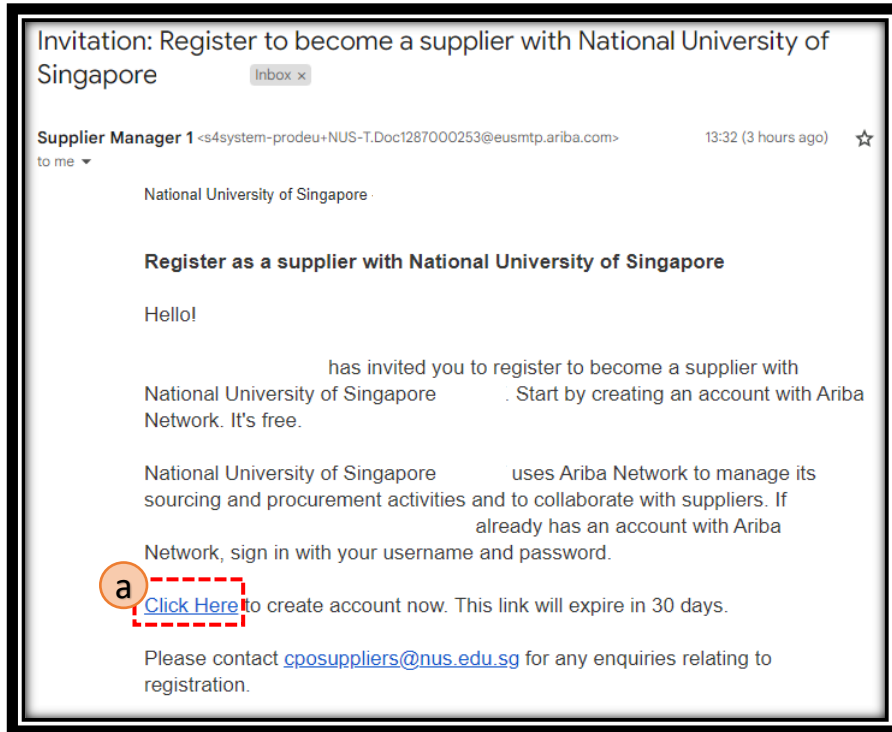 Invitation: Register to become a supplier with National University of
Singapore Inbox x
Supplier Manager 1 <s4system-prodeu+NUS-T.Doc1287000253@eusmtp.ariba.com> 13:32 (3 hours ago)
to me
National University of Singapore
Register as a supplier with National University of Singapore
Hello!
has invited you to register to become a supplier with
National University of Singapore . Start by creating an account with Ariba
Network. It's free.
National University of Singapore uses Ariba Network to manage its
sourcing and procurement activities and to collaborate with suppliers. If
already has an account with Ariba
Network, sign in with your username and password.
a
Click Here to create account now. This link will expire in 30 days.
Please contact cposuppliers@nus.edu.sg for any enquiries relating to
registration.